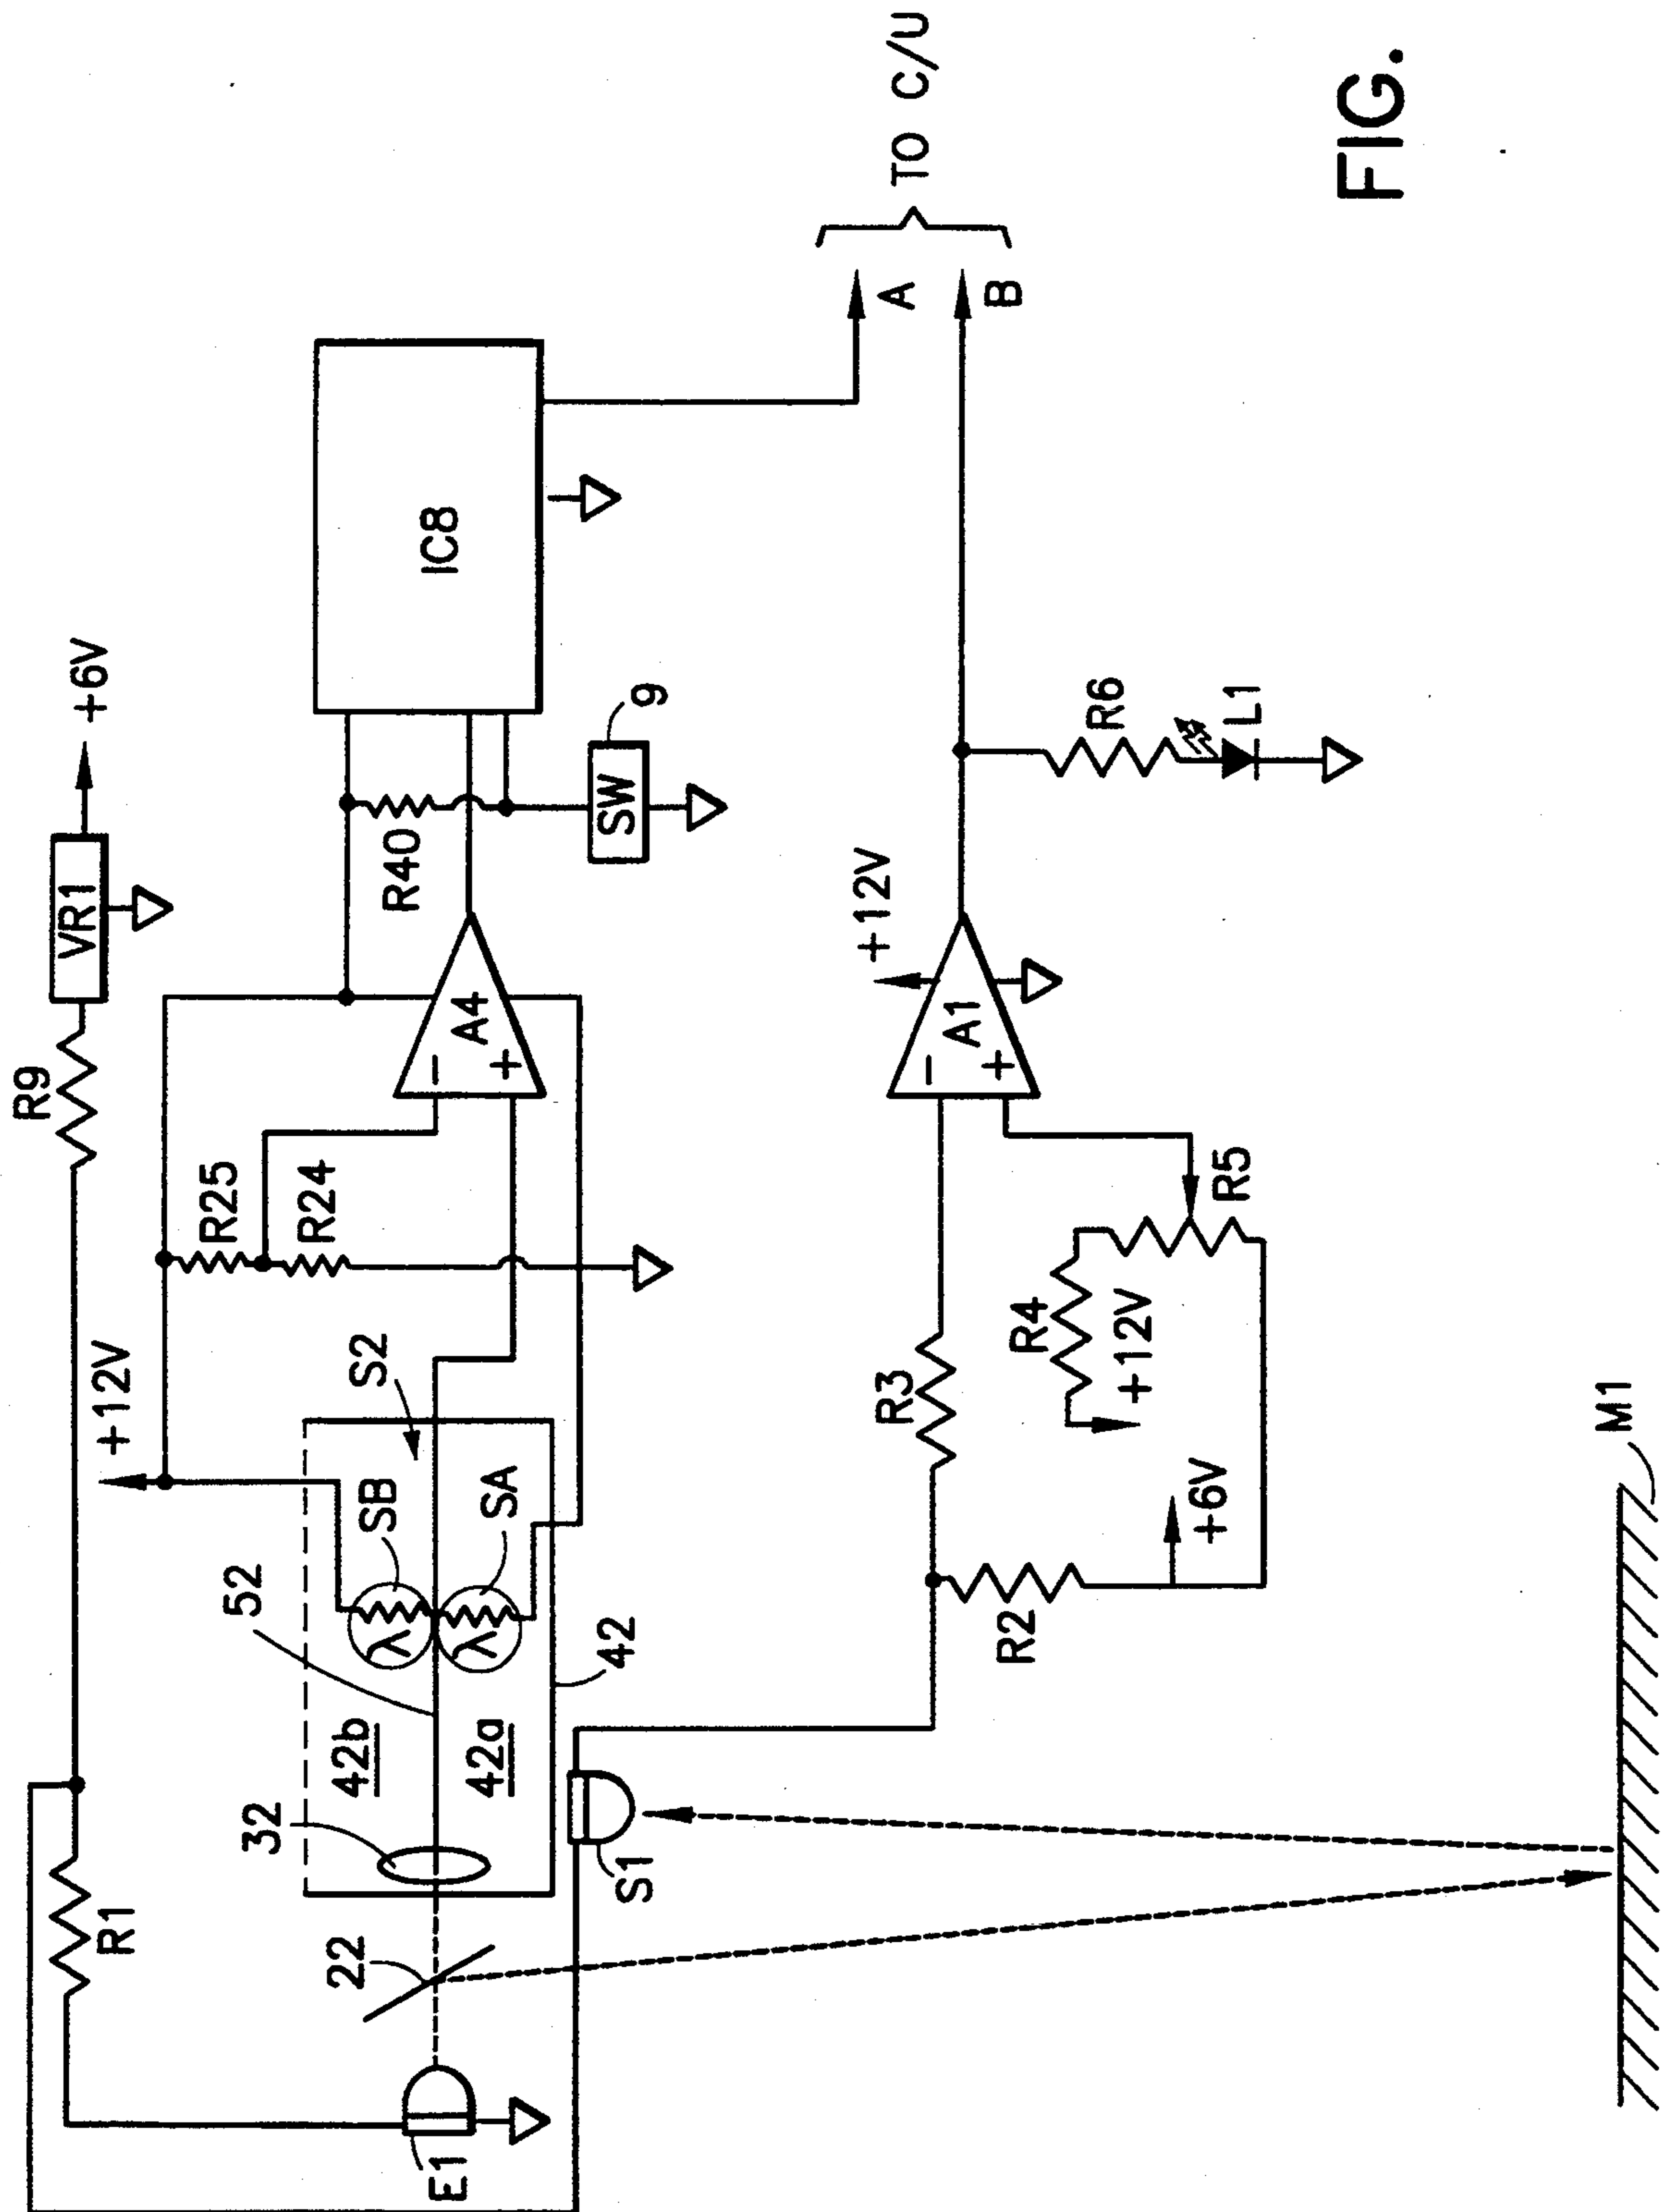 R9
VR1
+6V
R1
+12V
R25
R24
A4
−
+
R40
IC8
SW
9
E1
22
32
42b
42a
52
SB
SA
S2
42
S1
A
B
TO C/U
R3
R2
+6V
R4
+12V
R5
A1
−
+
+12V
R6
L1
M1
λ
λ
FIG.